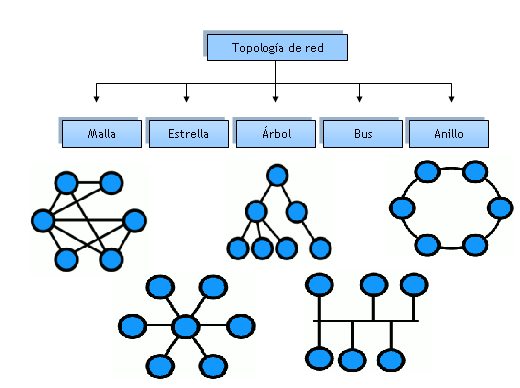 Topología de red
Malla
Estrella
Árbol
Bus
Anillo